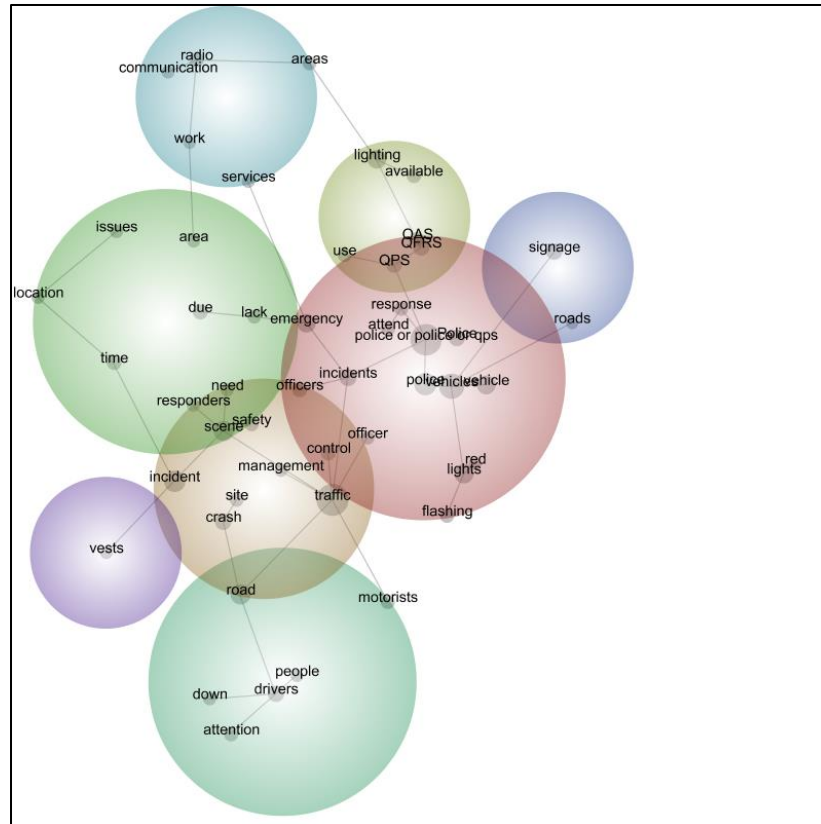 radio
communication
areas
work
lighting
available
services
issues
area
QAS
QFRS
signage
use
QPS
location
due
lack
emergency
response
attend
Police
police or police or qps
roads
time
incidents
need
officers
police
vehicles
vehicle
responders
scene
safety
officer
control
management
red
lights
incident
site
traffic
crash
flashing
vests
road
motorists
people
drivers
down
attention